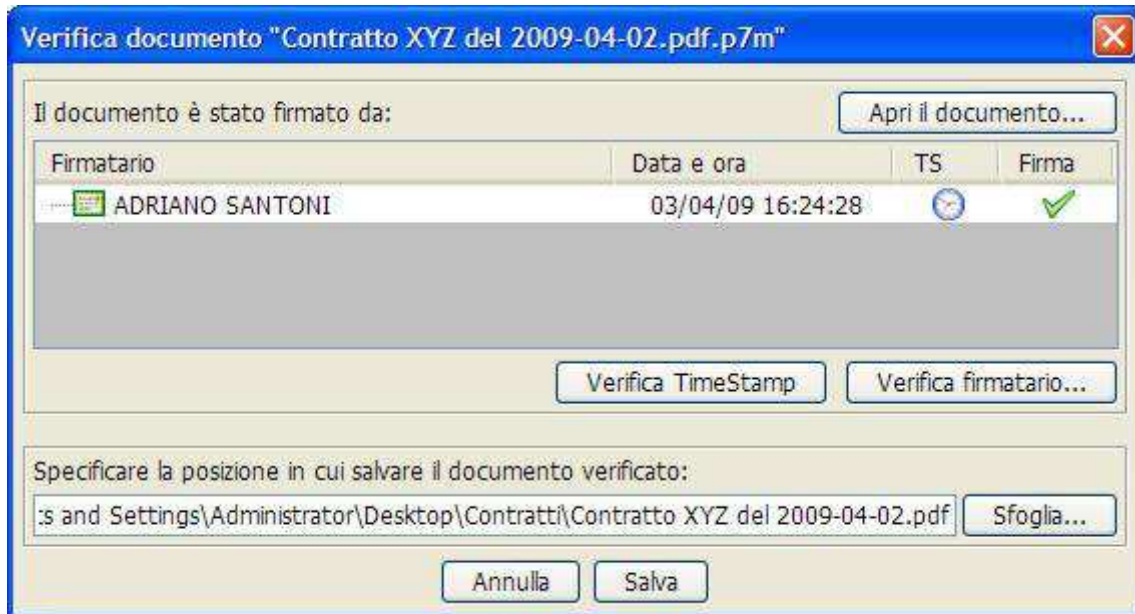 Verifica documento "Contratto XYZ del 2009-04-02.pdf.p7m"
Il documento è stato firmato da:
Apri il documento...
Firmatario Data e ora TS Firma
ADRIANO SANTONI 03/04/09 16:24:28
Verifica TimeStamp Verifica firmatario...
Specificare la posizione in cui salvare il documento verificato:
:s and Settings\Administrator\Desktop\Contratti\Contratto XYZ del 2009-04-02.pdf Sfoglia...
Annulla Salva